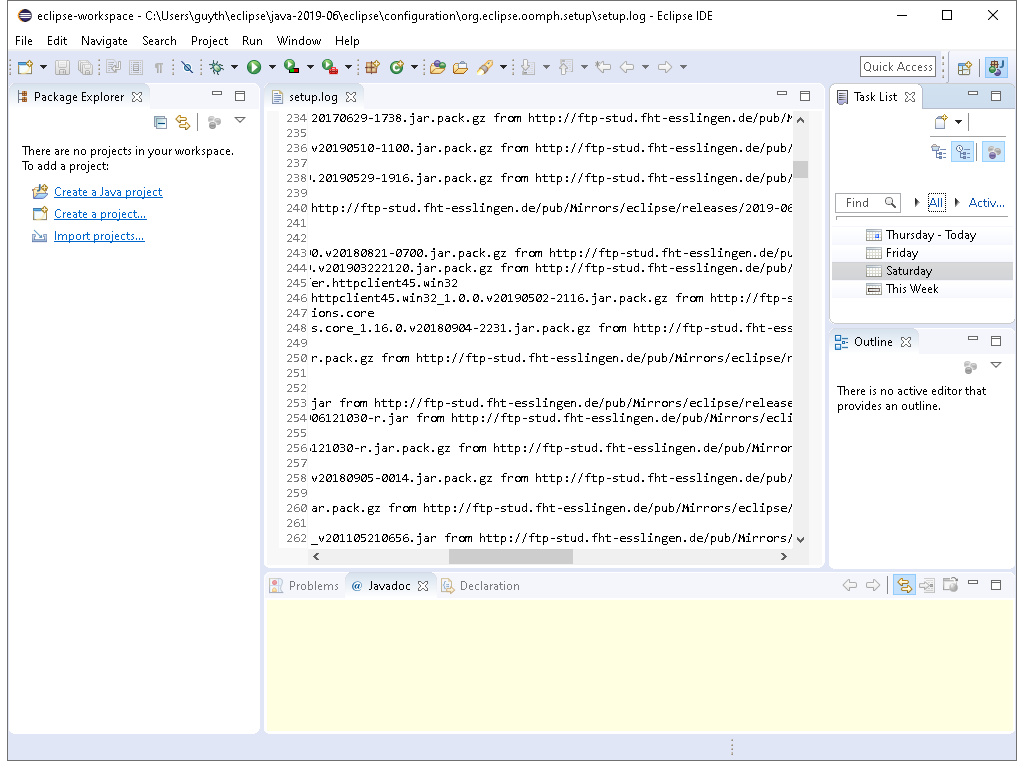 eclipse-workspace - C:\Users\guyth\eclipse\java-2019-06\eclipse\configuration\org.eclipse.oomph.setup\setup.log - Eclipse IDE
File Edit Navigate Search Project Run Window Help
Quick Access
Package Explorer
There are no projects in your workspace.
To add a project:
Create a Java project
Create a project...
Import projects...
setup.log
234 20170629-1738.jar.pack.gz from http://ftp-stud.fht-esslingen.de/pub/M
235
236 v20190510-1100.jar.pack.gz from http://ftp-stud.fht-esslingen.de/pub/
237
238 .20190529-1916.jar.pack.gz from http://ftp-stud.fht-esslingen.de/pub/
239
240 http://ftp-stud.fht-esslingen.de/pub/Mirrors/eclipse/releases/2019-06
241
242
243 0.v20180821-0700.jar from http://ftp-stud.fht-esslingen.de/pu
244 .v201903222120.jar.pack.gz from http://ftp-stud.fht-esslingen.de/pub/
245 er.httpclient45.win32
246 httpclient45.win32_1.0.0.v20190502-2116.jar.pack.gz from http://ftp-s
247 ions.core
248 s.core_1.16.0.v20180904-2231.jar.pack.gz from http://ftp-stud.fht-ess
249
250 r.pack.gz from http://ftp-stud.fht-esslingen.de/pub/Mirrors/eclipse/r
251
252
253 jar from http://ftp-stud.fht-esslingen.de/pub/Mirrors/eclipse/release
254 06121030-r.jar from http://ftp-stud.fht-esslingen.de/pub/Mirrors/ecli
255
256 121030-r.jar.pack.gz from http://ftp-stud.fht-esslingen.de/pub/Mirror
257
258 v20180905-0014.jar.pack.gz from http://ftp-stud.fht-esslingen.de/pub/
259
260 ar.pack.gz from http://ftp-stud.fht-esslingen.de/pub/Mirrors/eclipse/
261
262 _v201105210656.jar from http://ftp-stud.fht-esslingen.de/pub/Mirrors/
Task List
Find All Activ...
Thursday - Today
Friday
Saturday
This Week
Outline
There is no active editor that
provides an outline.
Problems @ Javadoc Declaration